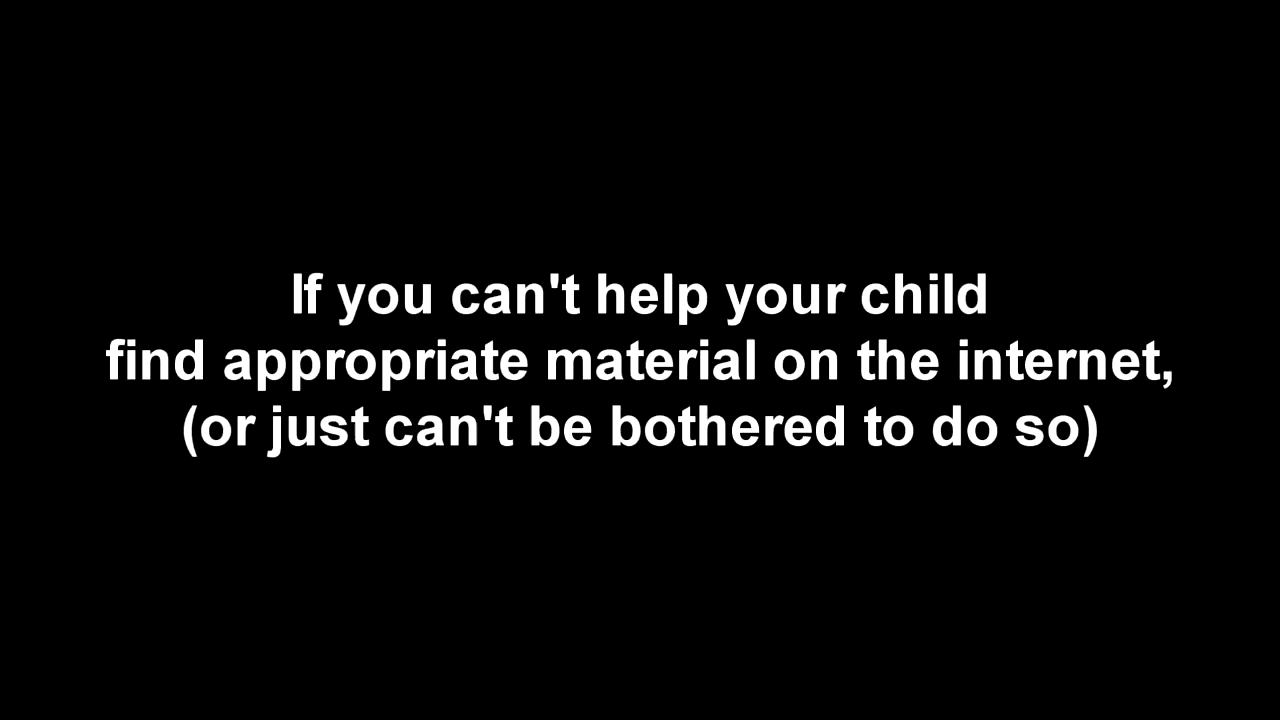 If you can't help your child
find appropriate material on the internet,
(or just can't be bothered to do so)